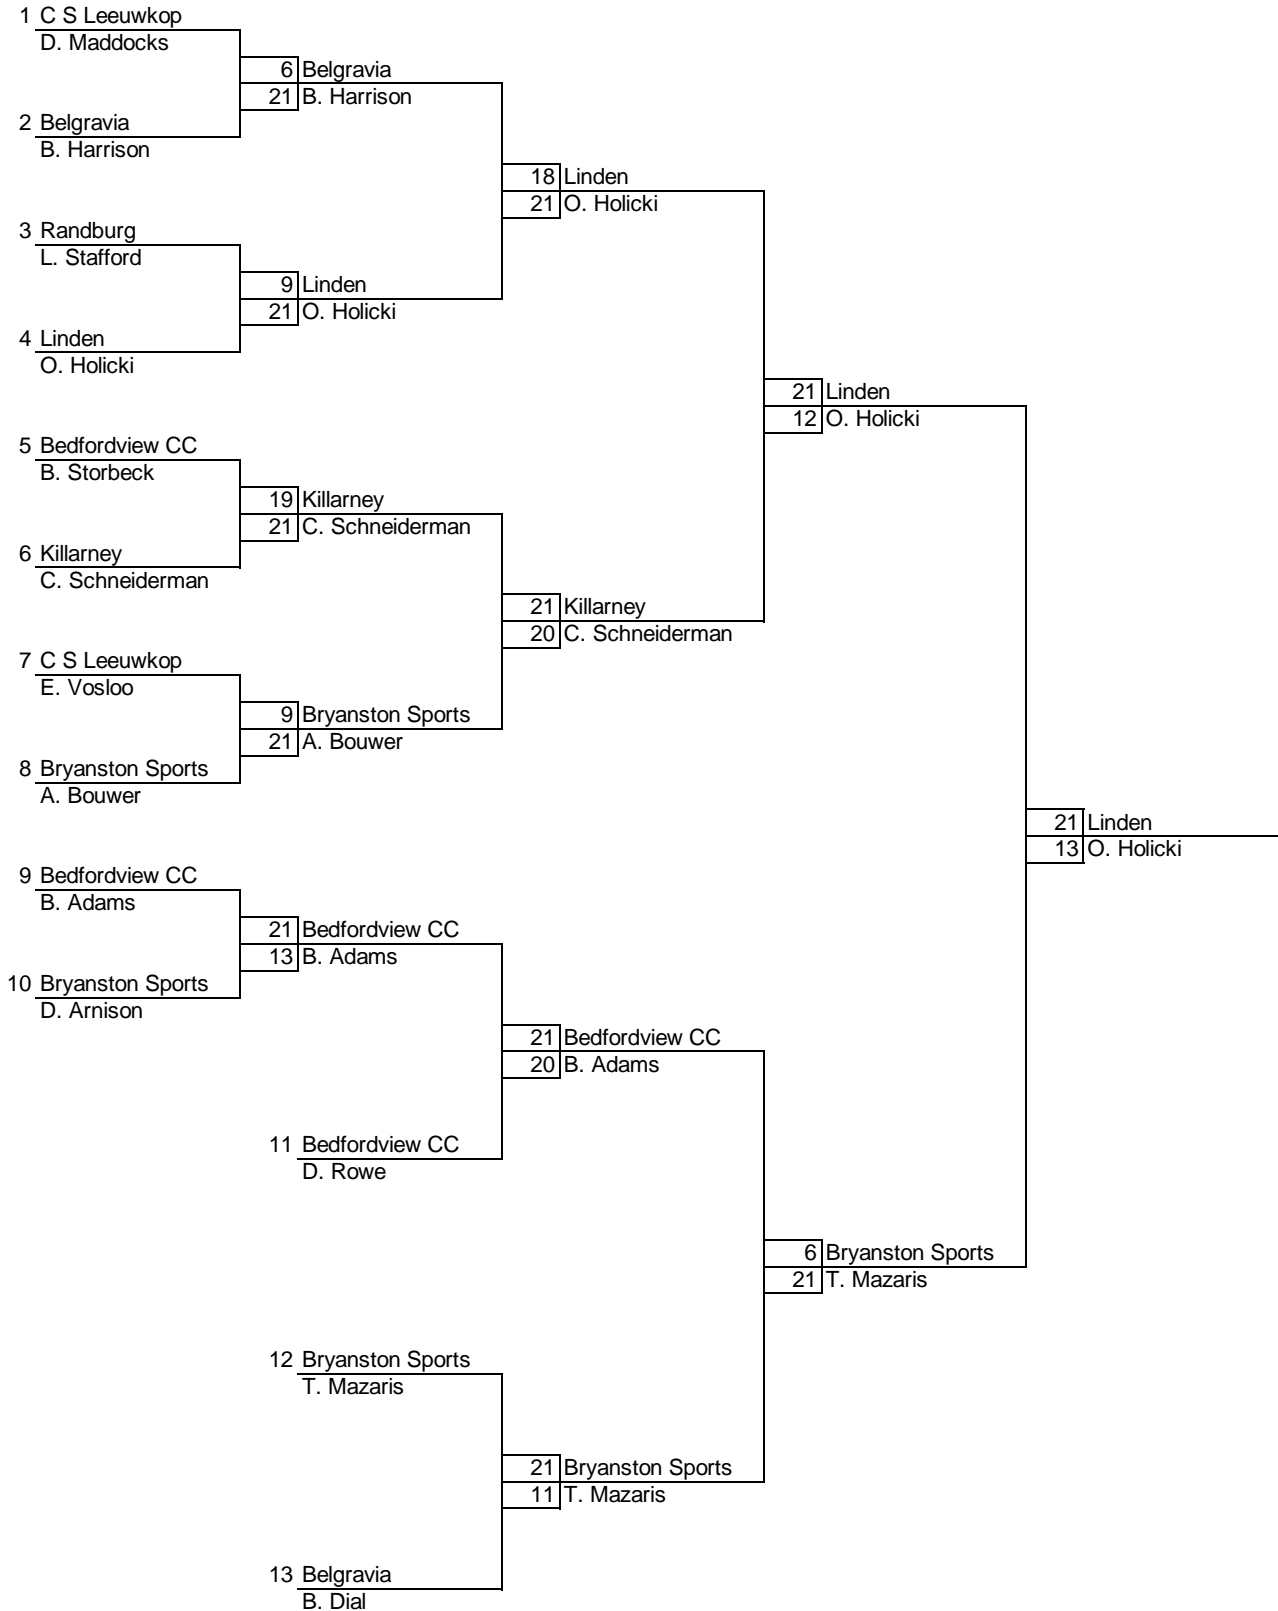 1 C S Leeuwkop
D. Maddocks
6 Belgravia
21 B. Harrison
2 Belgravia
B. Harrison
18 Linden
21 O. Holicki
3 Randburg
L. Stafford
9 Linden
21 O. Holicki
4 Linden
O. Holicki
21 Linden
12 O. Holicki
5 Bedfordview CC
B. Storbeck
19 Killarney
21 C. Schneiderman
6 Killarney
C. Schneiderman
21 Killarney
20 C. Schneiderman
7 C S Leeuwkop
E. Vosloo
9 Bryanston Sports
21 A. Bouwer
8 Bryanston Sports
A. Bouwer
21 Linden
13 O. Holicki
9 Bedfordview CC
B. Adams
21 Bedfordview CC
13 B. Adams
10 Bryanston Sports
D. Arnison
21 Bedfordview CC
20 B. Adams
11 Bedfordview CC
D. Rowe
6 Bryanston Sports
21 T. Mazaris
12 Bryanston Sports
T. Mazaris
21 Bryanston Sports
11 T. Mazaris
13 Belgravia
B. Dial